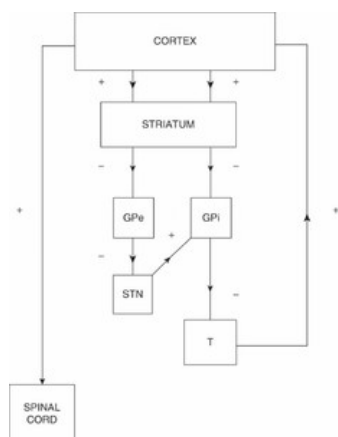 CORTEX
+ +
STRIATUM
− −
GPe GPi
+ + +
−
STN
−
T
SPINAL
CORD